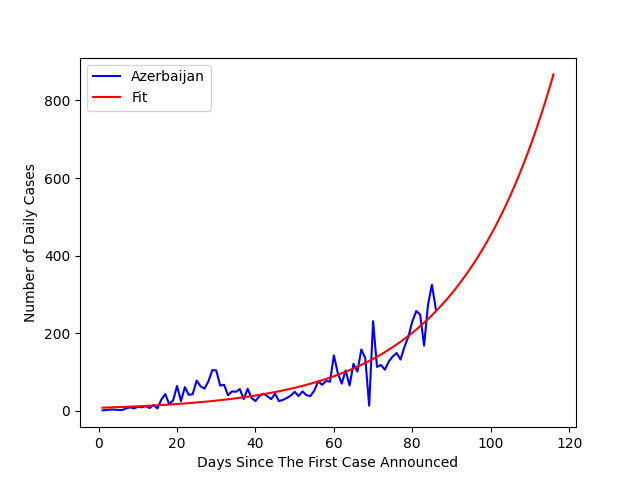 Azerbaijan
Fit
800
600
400
200
0
Number of Daily Cases
0 20 40 60 80 100 120
Days Since The First Case Announced